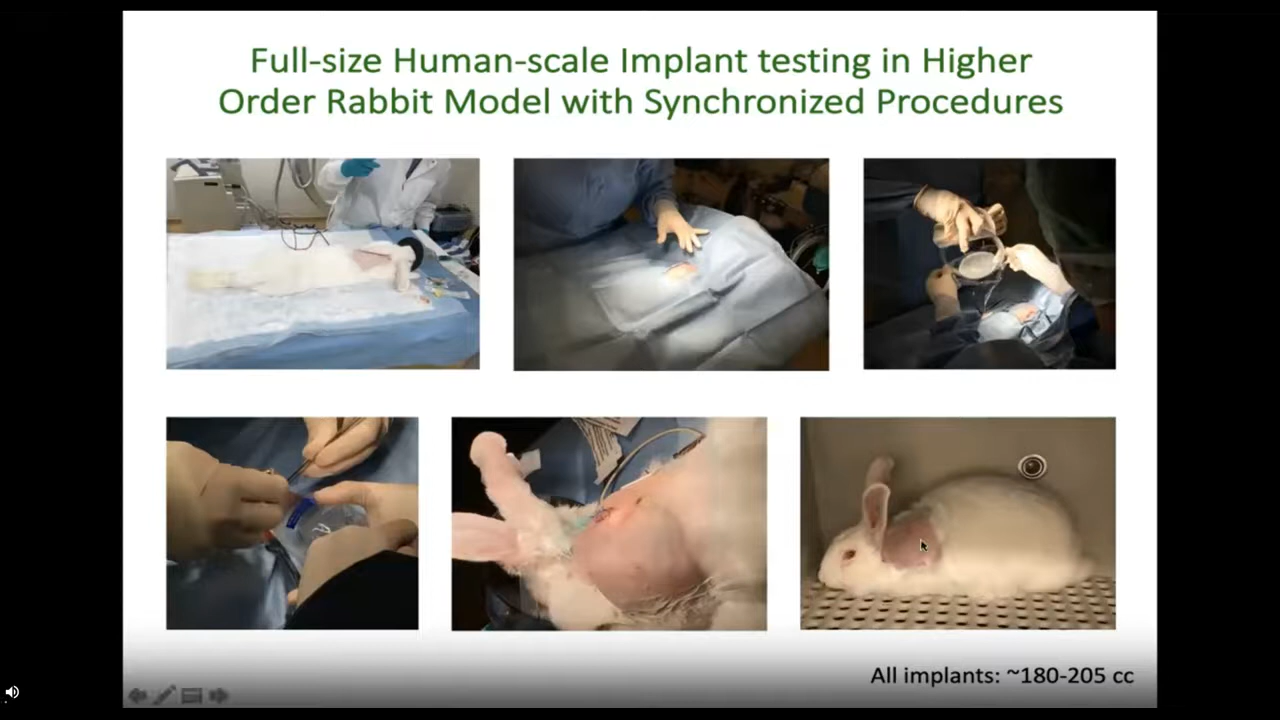 Full-size Human-scale Implant testing in Higher
Order Rabbit Model with Synchronized Procedures
All implants: ~180-205 cc